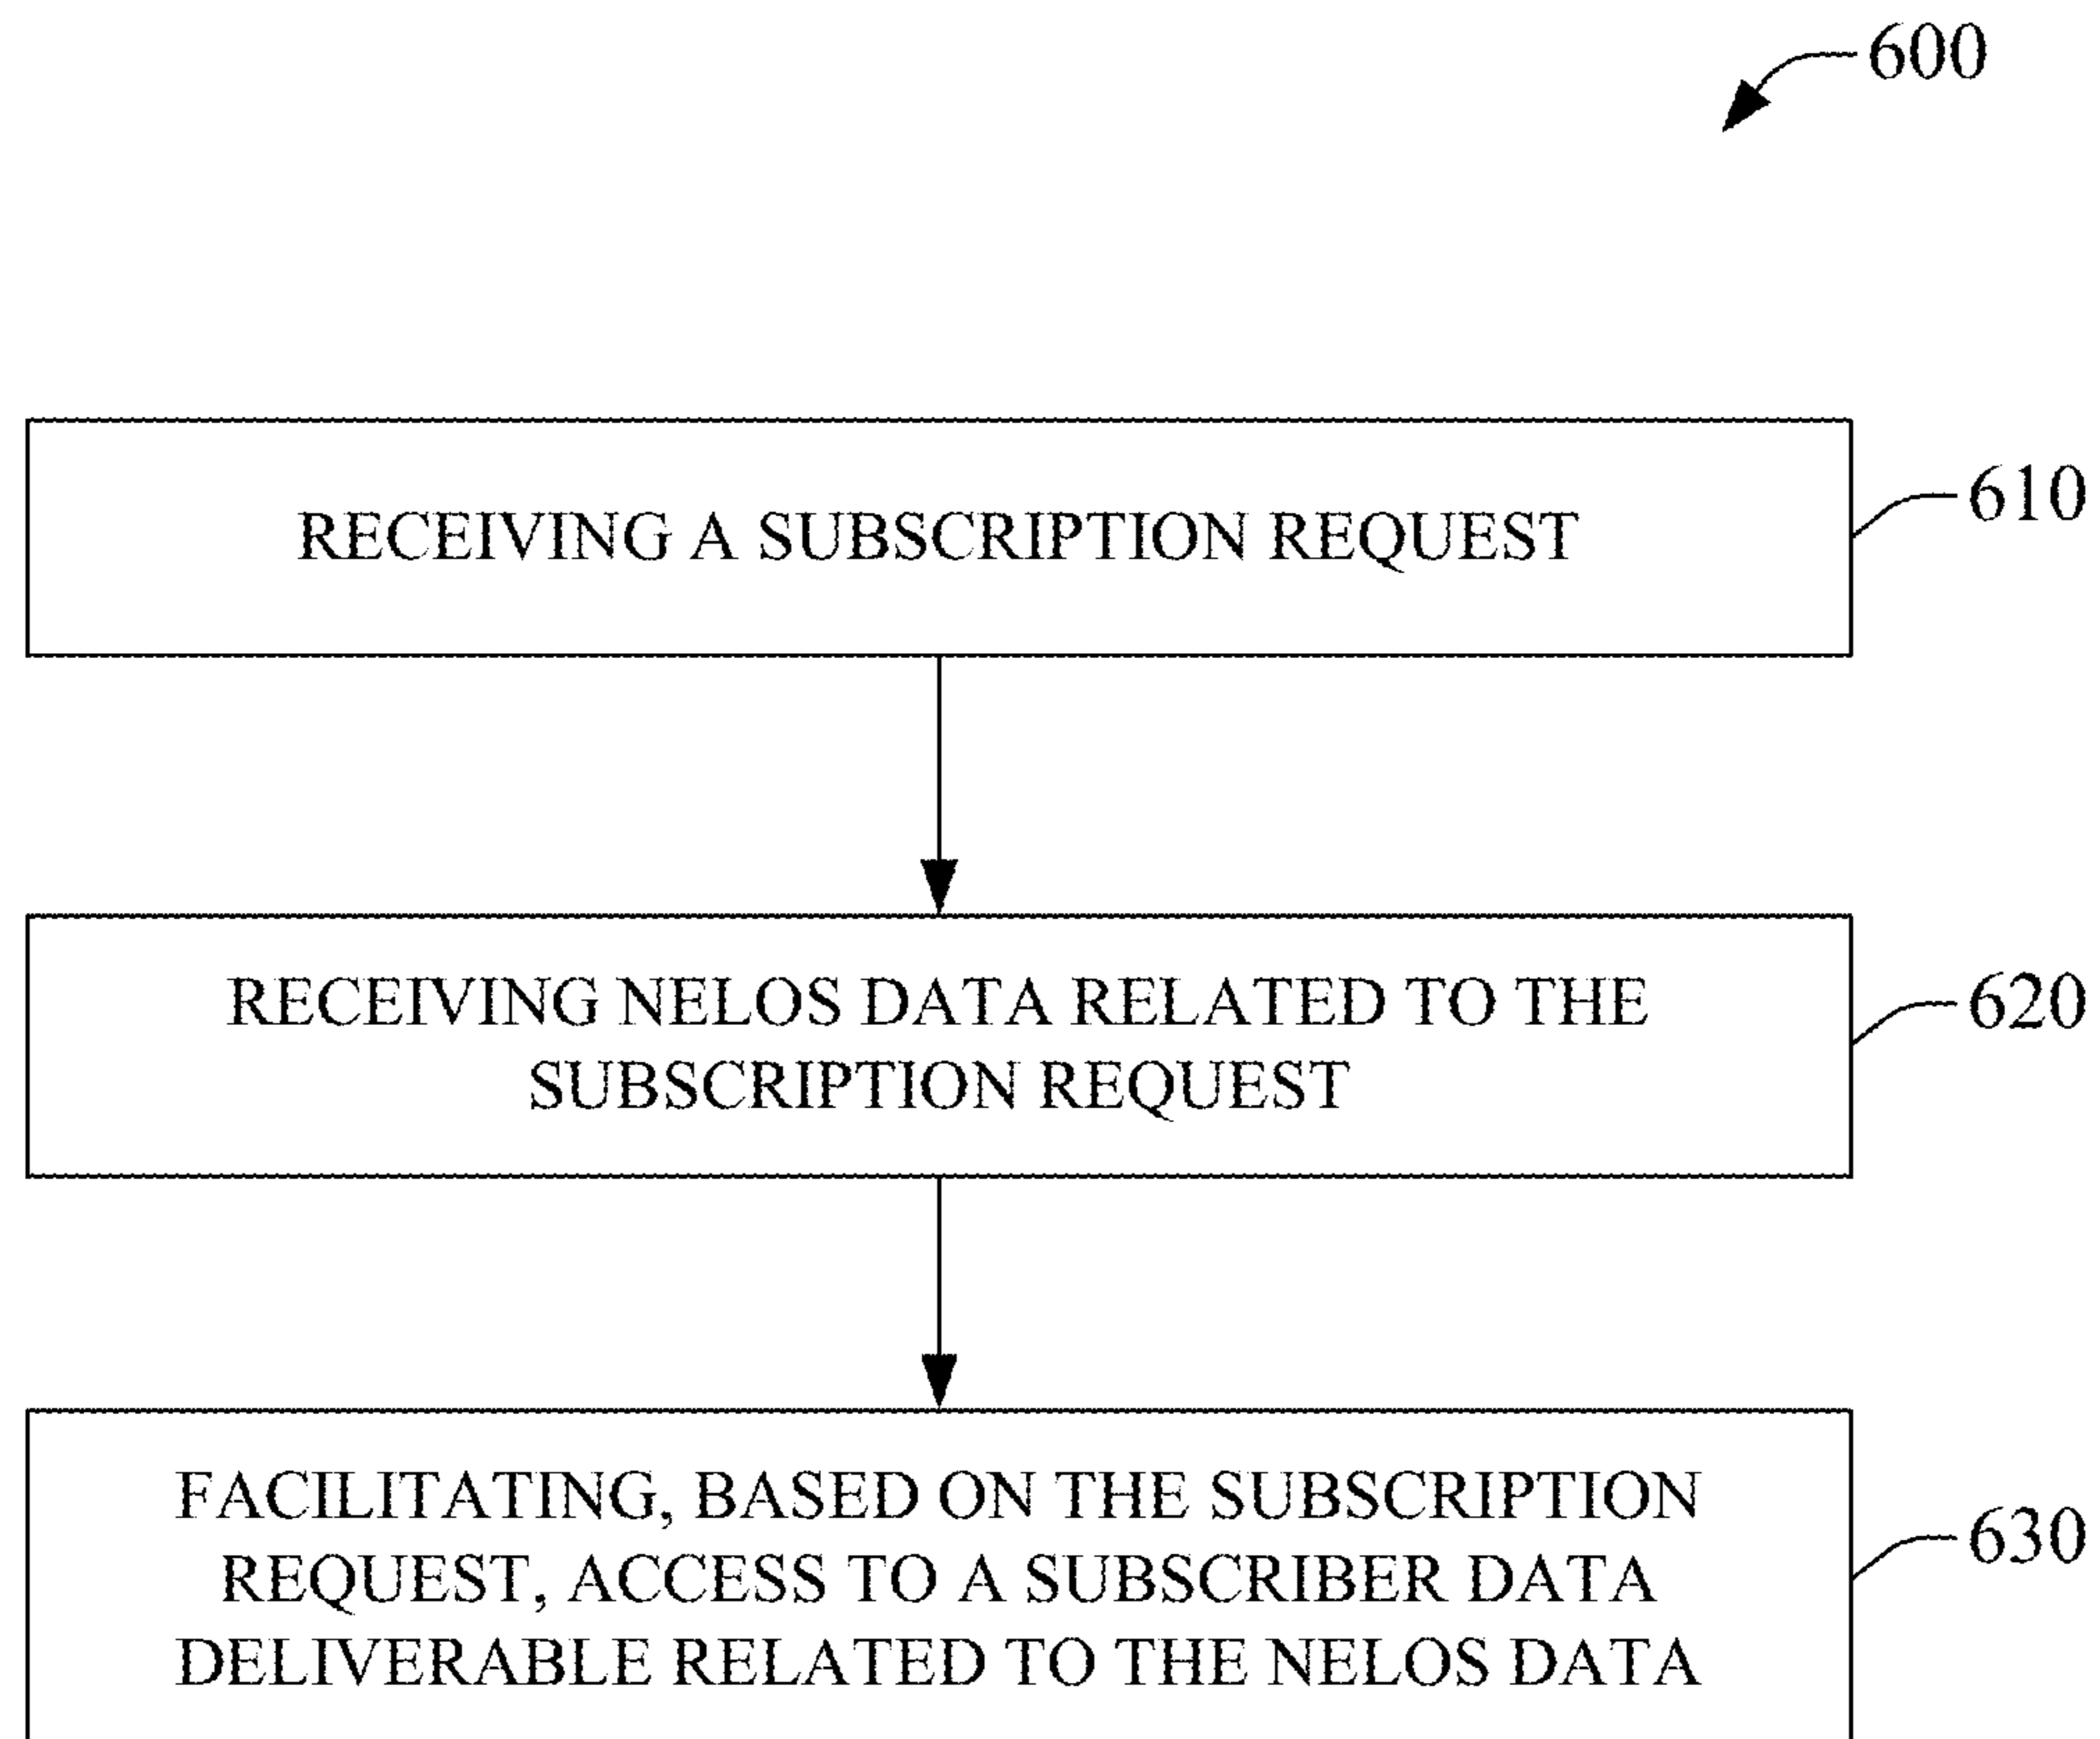 600
RECEIVING A SUBSCRIPTION REQUEST
610
RECEIVING NELOS DATA RELATED TO THE
SUBSCRIPTION REQUEST
620
FACILITATING, BASED ON THE SUBSCRIPTION
REQUEST, ACCESS TO A SUBSCRIBER DATA
DELIVERABLE RELATED TO THE NELOS DATA
630